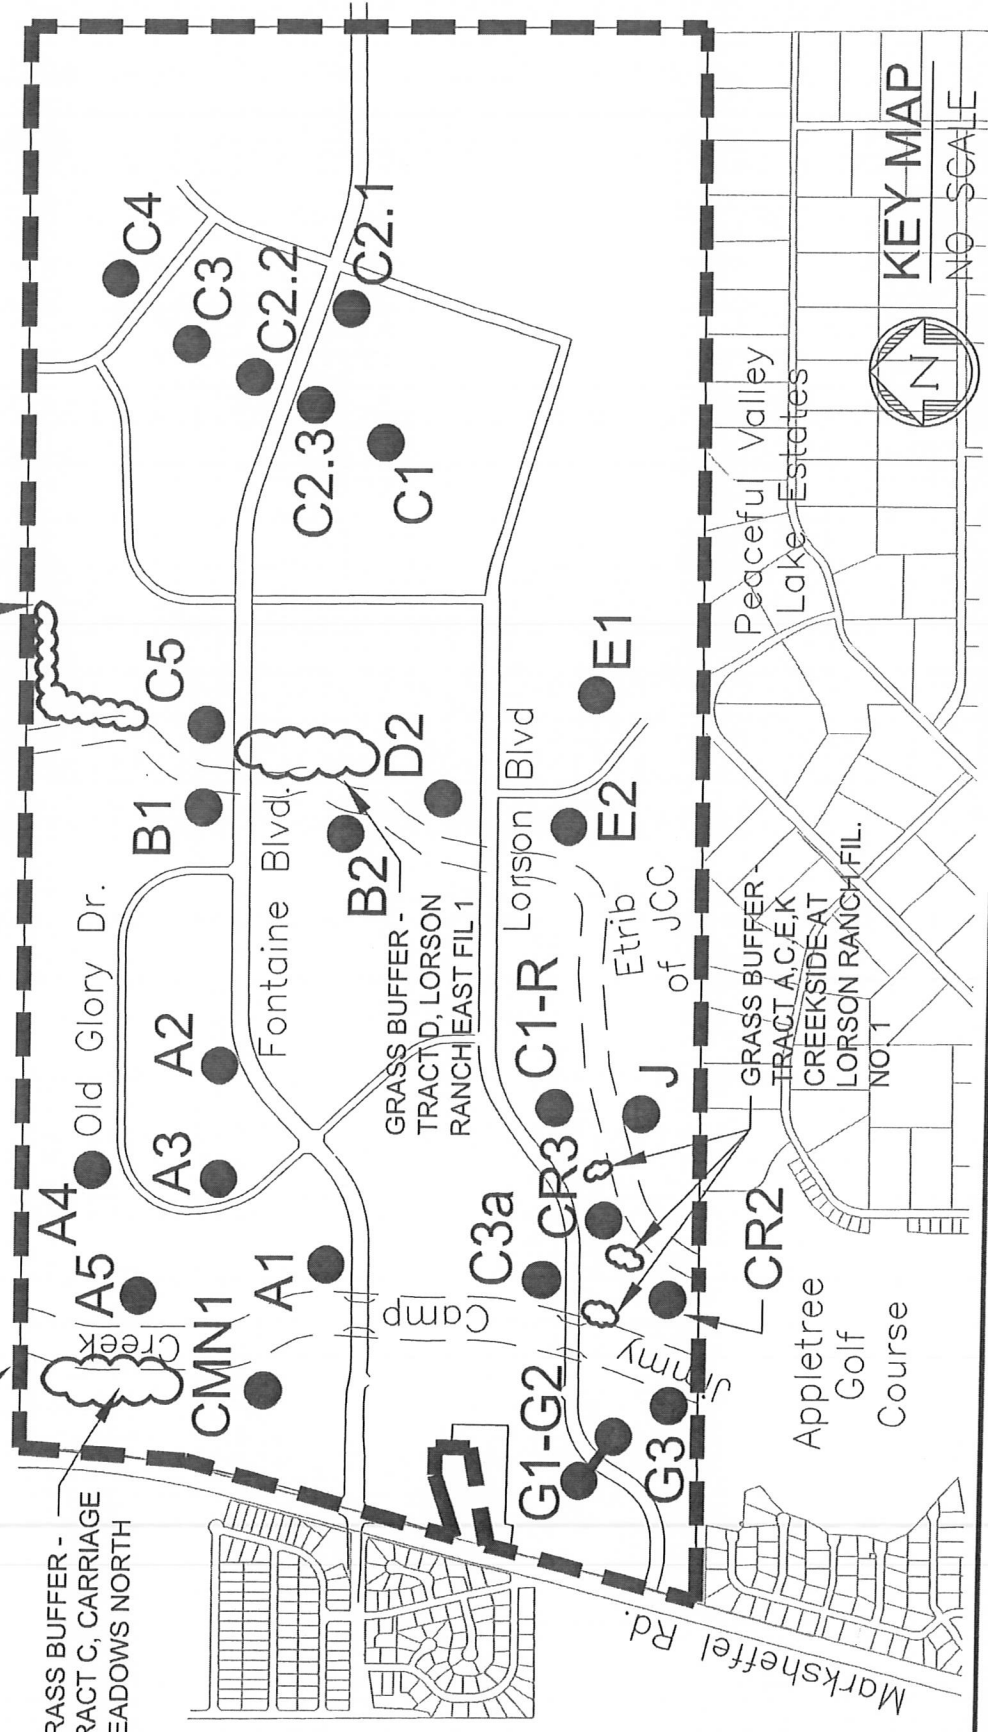 RASS BUFFER -
RACT C, CARRIAGE
EADOWS NORTH
A4
A5
Creek
CMN1
A3
A2
Old Glory Dr.
A1
B1
C5
C4
C3
C2.2
C2.1
C2.3
C1
Fontaine Blvd.
B2
D2
GRASS BUFFER -
TRACT D, LORSON
RANCH EAST FIL 1
Camp
C3a
CR3
C1-R
Lorson Blvd
E1
E2
Etrib
of JCC
G1-G2
G3
Jimmy
J
CR2
GRASS BUFFER -
TRACT A,C,E,K
CREEKSIDE AT
LORSON RANCH FIL.
NO. 1
Marksheffel Rd.
Appletree
Golf
Course
Peaceful Valley
Lake Estates
N
KEY MAP
NO SCALE